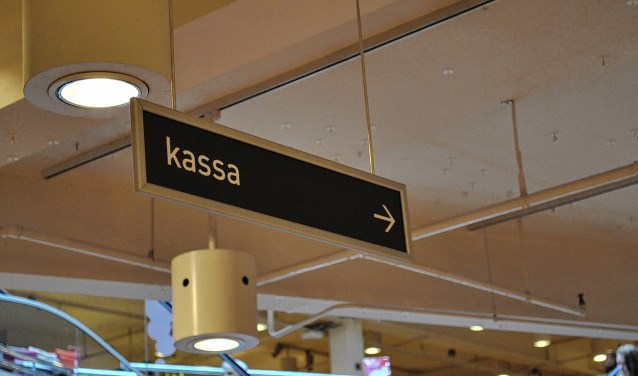 kassa →